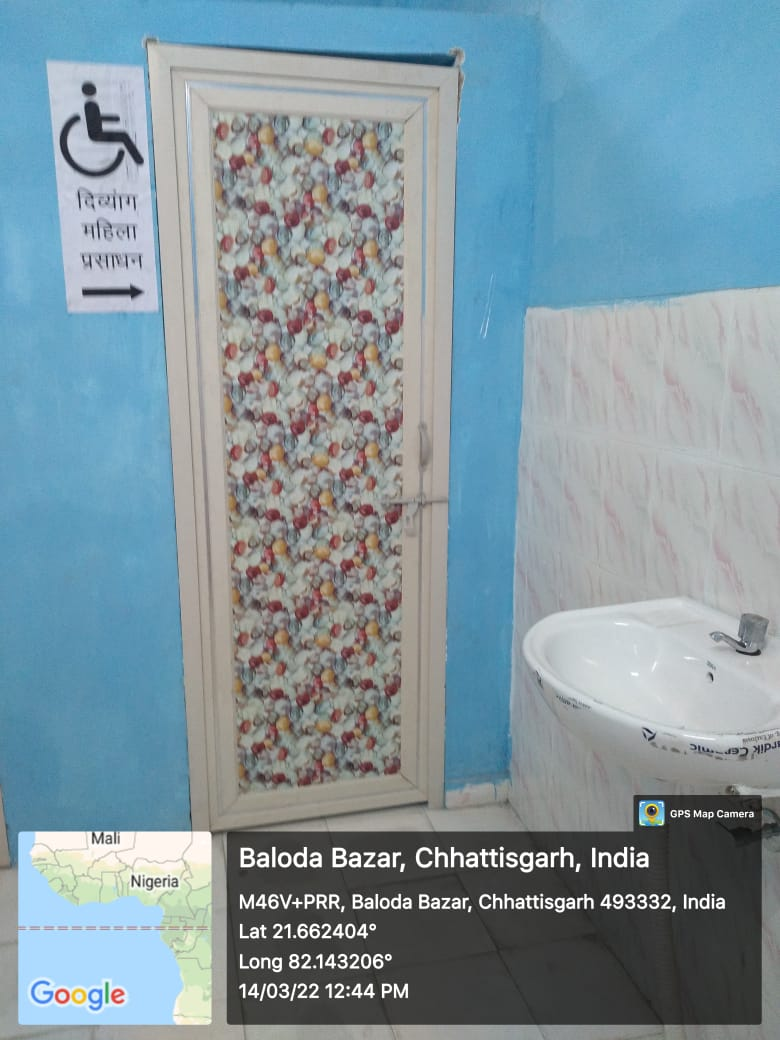 दिव्यांग
महिला
प्रसाधन
GPS Map Camera
Mali
Nigeria
Google
Baloda Bazar, Chhattisgarh, India
M46V+PRR, Baloda Bazar, Chhattisgarh 493332, India
Lat 21.662404°
Long 82.143206°
14/03/22 12:44 PM